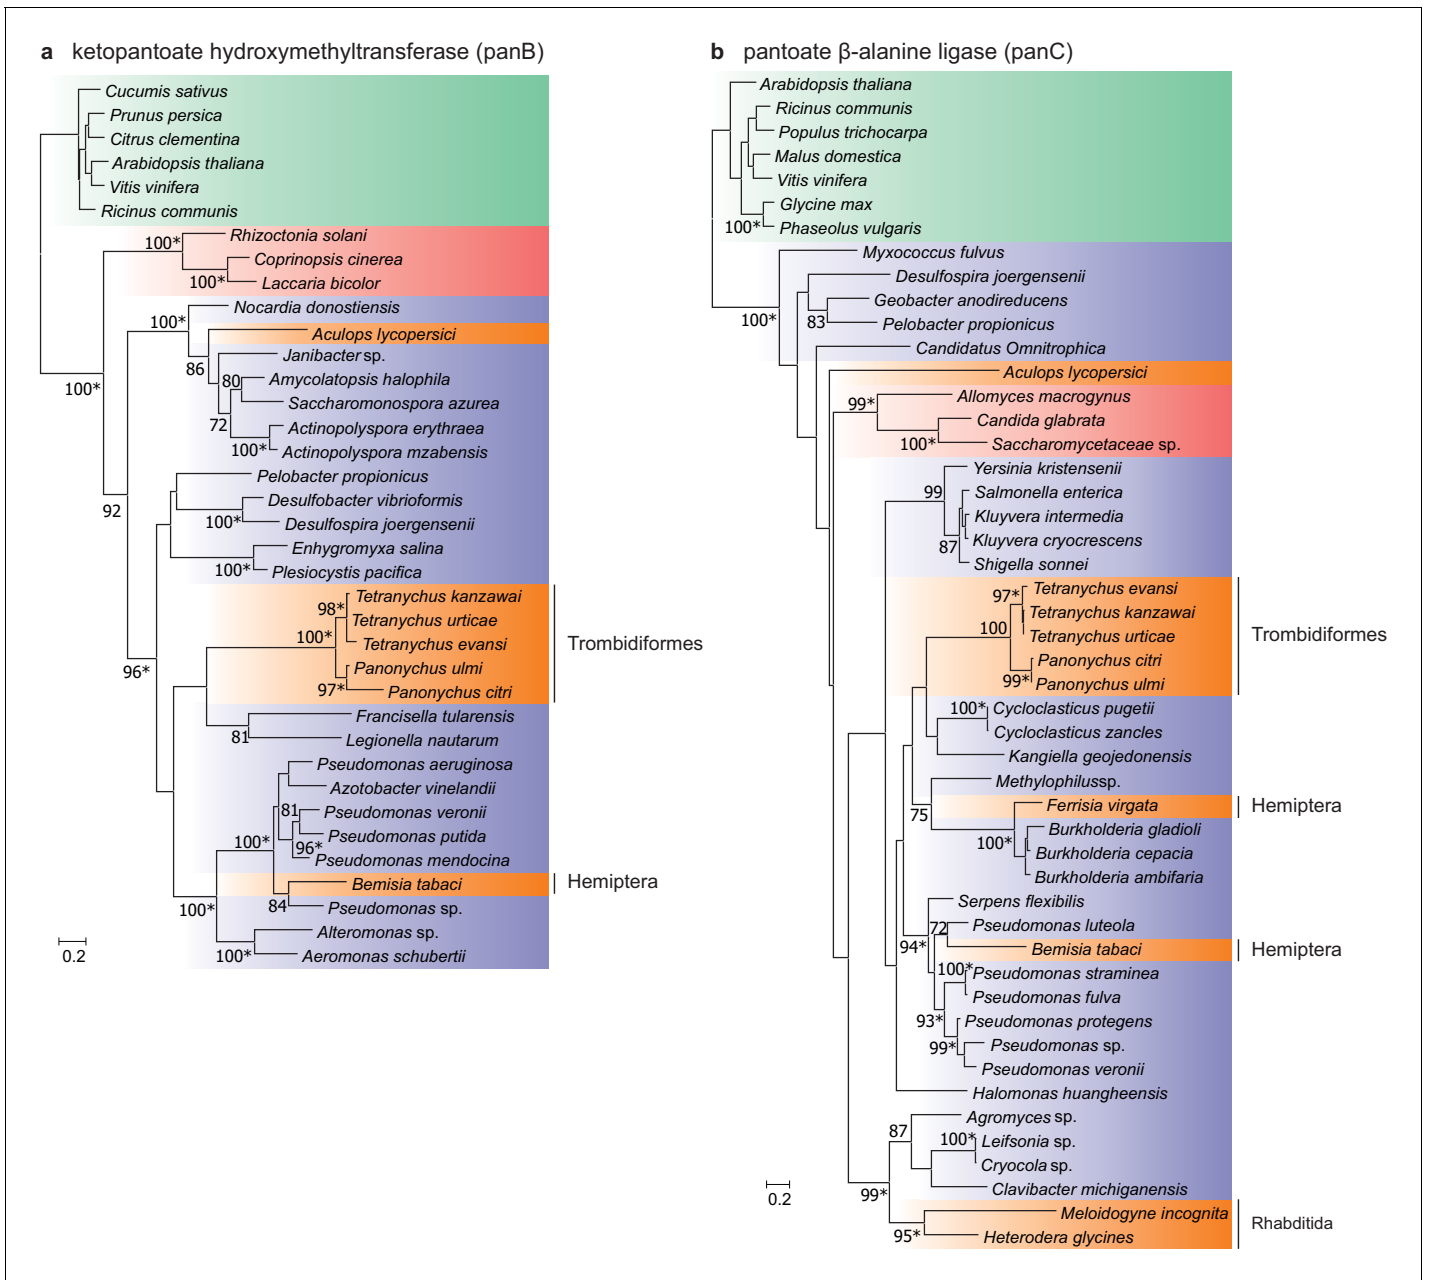 a ketopantoate hydroxymethyltransferase (panB)
Cucumis sativus
Prunus persica
Citrus clementina
Arabidopsis thaliana
Vitis vinifera
Ricinus communis
Rhizoctonia solani
100*
Coprinopsis cinerea
100*
Laccaria bicolor
Nocardia donostiensis
100*
Aculops lycopersici
Janibacter sp.
86
80
Amycolatopsis halophila
100*
Saccharomonospora azurea
72
Actinopolyspora erythraea
100*
Actinopolyspora mzabensis
Pelobacter propionicus
Desulfobacter vibrioformis
92
100*
Desulfospira joergensenii
Enhygromyxa salina
100*
Plesiocystis pacifica
Tetranychus kanzawai
98*
Tetranychus urticae
100*
Tetranychus evansi
Trombidiformes
96*
Panonychus ulmi
97*
Panonychus citri
Francisella tularensis
81
Legionella nautarum
Pseudomonas aeruginosa
Azotobacter vinelandii
81
Pseudomonas veronii
Pseudomonas putida
100*
96*
Pseudomonas mendocina
Bemisia tabaci
Hemiptera
100*
84
Pseudomonas sp.
Alteromonas sp.
100*
Aeromonas schubertii
0.2
b pantoate β-alanine ligase (panC)
Arabidopsis thaliana
Ricinus communis
Populus trichocarpa
Malus domestica
Vitis vinifera
Glycine max
100*
Phaseolus vulgaris
Myxococcus fulvus
Desulfospira joergensenii
Geobacter anodireducens
100*
83
Pelobacter propionicus
Candidatus Omnitrophica
Aculops lycopersici
Allomyces macrogynus
99*
Candida glabrata
100*
Saccharomycetaceae sp.
Yersinia kristensenii
99
Salmonella enterica
Kluyvera intermedia
Kluyvera cryocrescens
87
Shigella sonnei
Tetranychus evansi
97*
Tetranychus kanzawai
100
Tetranychus urticae
Trombidiformes
Panonychus citri
99*
Panonychus ulmi
100*
Cycloclasticus pugetii
Cycloclasticus zancles
Kangiella geojedonensis
Methylophilussp.
Ferrisia virgata
Hemiptera
75
Burkholderia gladioli
100*
Burkholderia cepacia
Burkholderia ambifaria
Serpens flexibilis
72
Pseudomonas luteola
94*
Bemisia tabaci
Hemiptera
100*
Pseudomonas straminea
Pseudomonas fulva
93*
Pseudomonas protegens
99*
Pseudomonas sp.
Pseudomonas veronii
Halomonas huangheensis
Agromyces sp.
87
100*
Leifsonia sp.
Cryocola sp.
99*
Clavibacter michiganensis
Meloidogyne incognita
Rhabditida
95*
Heterodera glycines
0.2